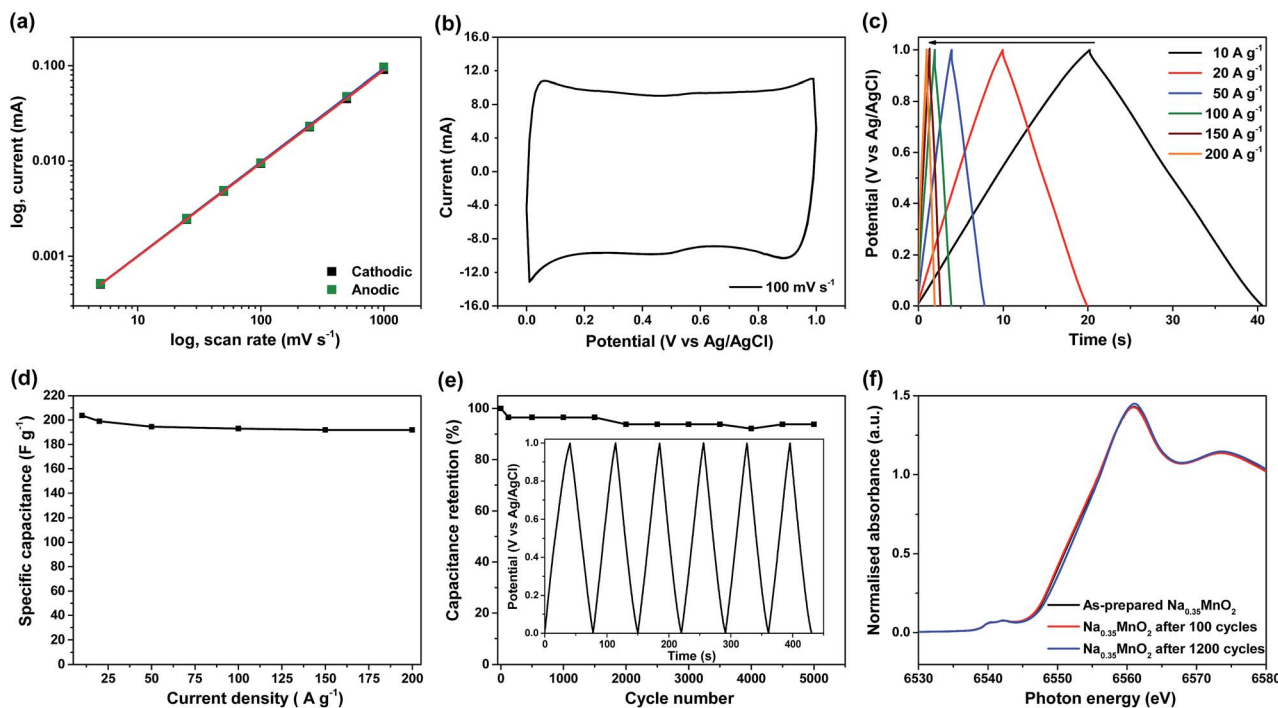 (a)
0.100
0.010
0.001
log, current (mA)
10
100
1000
log, scan rate (mV s⁻¹)
Cathodic
Anodic
(b)
16.0
12.0
8.0
4.0
0.0
-4.0
-8.0
-12.0
-16.0
Current (mA)
0.0
0.2
0.4
0.6
0.8
1.0
Potential (V vs Ag/AgCl)
100 mV s⁻¹
(c)
1.0
0.8
0.6
0.4
0.2
0.0
Potential (V vs Ag/AgCl)
0
10
20
30
40
Time (s)
10 A g⁻¹
20 A g⁻¹
50 A g⁻¹
100 A g⁻¹
150 A g⁻¹
200 A g⁻¹
(d)
220
200
180
160
140
120
100
80
60
40
20
0
Specific capacitance (F g⁻¹)
25
50
75
100
125
150
175
200
Current density ( A g⁻¹)
(e)
100
80
60
40
20
0
Capacitance retention (%)
0
1000
2000
3000
4000
5000
Cycle number
1.0
0.8
0.6
0.4
0.2
0.0
Potential (V vs Ag/AgCl)
0
100
200
300
400
Time (s)
(f)
1.5
1.0
0.5
0.0
Normalised absorbance (a.u.)
6530
6540
6550
6560
6570
6580
Photon energy (eV)
As-prepared Na₀.₃₅MnO₂
Na₀.₃₅MnO₂ after 100 cycles
Na₀.₃₅MnO₂ after 1200 cycles